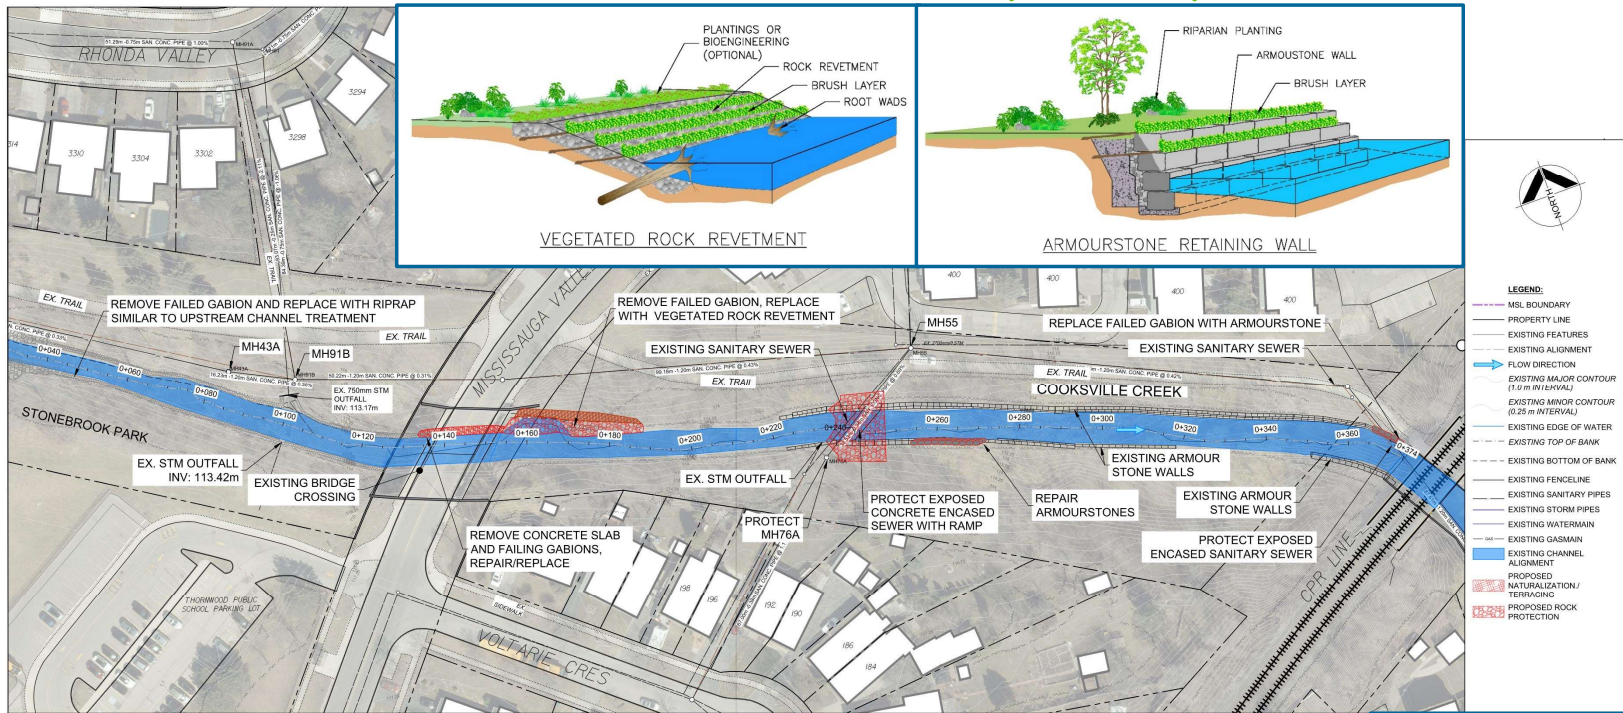 PLANTINGS OR
BIOENGINEERING
(OPTIONAL)
ROCK REVETMENT
BRUSH LAYER
ROOT WADS
VEGETATED ROCK REVETMENT
RIPARIAN PLANTING
ARMOUSTONE WALL
BRUSH LAYER
ARMOURSTONE RETAINING WALL
NORTH
RHONDA VALLEY
MH91A
3294
3298
314
3310
3304
3302
EX. TRAIL
REMOVE FAILED GABION AND REPLACE WITH RIPRAP
SIMILAR TO UPSTREAM CHANNEL TREATMENT
EX. TRAIL
MISSISSAUGA VALLE
REMOVE FAILED GABION, REPLACE
WITH VEGETATED ROCK REVETMENT
400
400
400
400
MH55
REPLACE FAILED GABION WITH ARMOURSTONE
EXISTING SANITARY SEWER
EXISTING SANITARY SEWER
MH43A
MH91B
EX. TRAIL
EX. TRAIL
COOKSVILLE CREEK
EX. 750mm STM
OUTFALL
INV: 113.17m
0+040
0+060
0+080
0+100
0+120
0+140
0+160
0+180
0+200
0+220
0+240
0+260
0+280
0+300
0+320
0+340
0+360
0+374
STONEBROOK PARK
EX. STM OUTFALL
INV: 113.42m
EXISTING BRIDGE
CROSSING
EX. STM OUTFALL
REMOVE CONCRETE SLAB
AND FAILING GABIONS,
REPAIR/REPLACE
PROTECT
MH76A
PROTECT EXPOSED
CONCRETE ENCASED
SEWER WITH RAMP
REPAIR
ARMOURSTONES
EXISTING ARMOUR
STONE WALLS
EXISTING ARMOUR
STONE WALLS
PROTECT EXPOSED
ENCASED SANITARY SEWER
CPR LINE
THORNWOOD PUBLIC
SCHOOL PARKING LOT
EX.
SIDEWALK
VOLTARIE CRES
198
196
192
190
186
184
LEGEND:
MSL BOUNDARY
PROPERTY LINE
EXISTING FEATURES
EXISTING ALIGNMENT
FLOW DIRECTION
EXISTING MAJOR CONTOUR
(1.0 m INTERVAL)
EXISTING MINOR CONTOUR
(0.25 m INTERVAL)
EXISTING EDGE OF WATER
EXISTING TOP OF BANK
EXISTING BOTTOM OF BANK
EXISTING FENCELINE
EXISTING SANITARY PIPES
EXISTING STORM PIPES
EXISTING WATERMAIN
GAS EXISTING GASMAIN
EXISTING CHANNEL
ALIGNMENT
PROPOSED
NATURALIZATION/
TERRACING
PROPOSED ROCK
PROTECTION